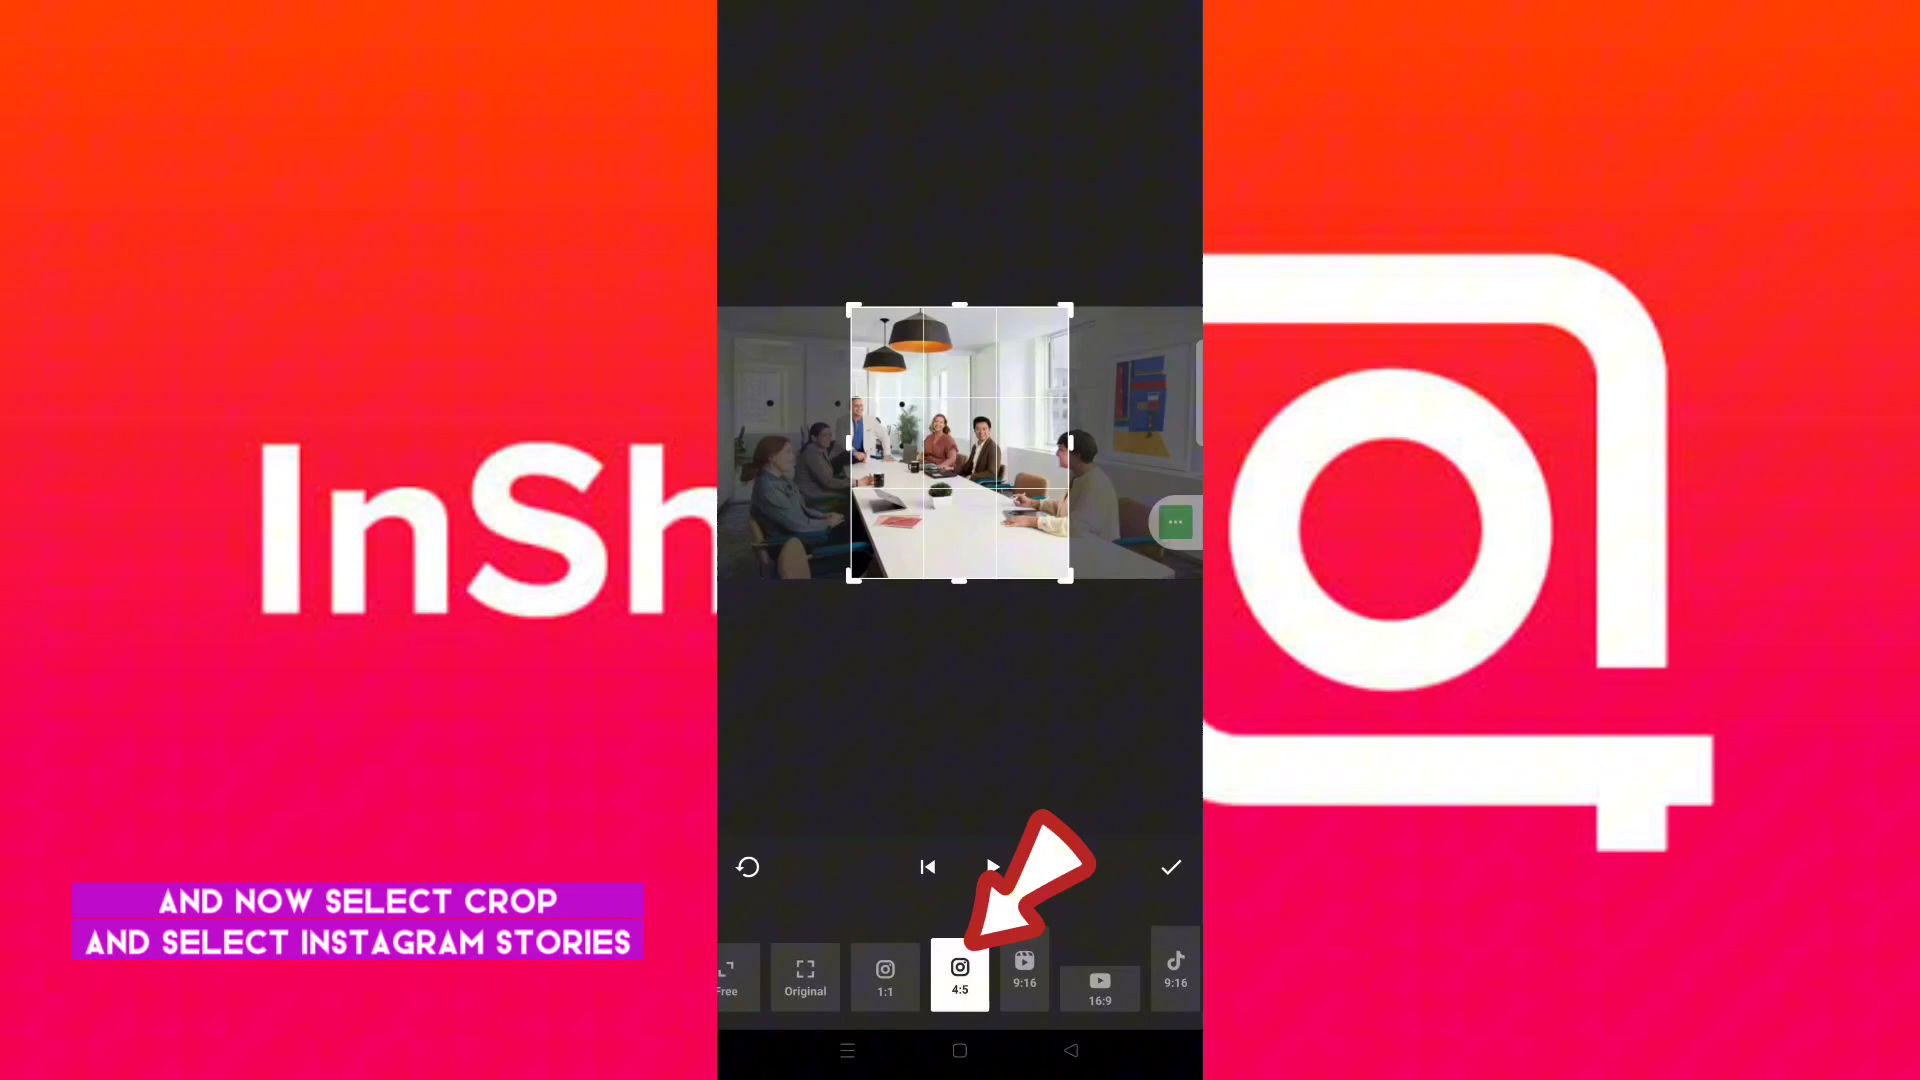 InSh
AND NOW SELECT CROP
AND SELECT INSTAGRAM STORIES
Free
Original
1:1
4:5
9:16
16:9
9:16